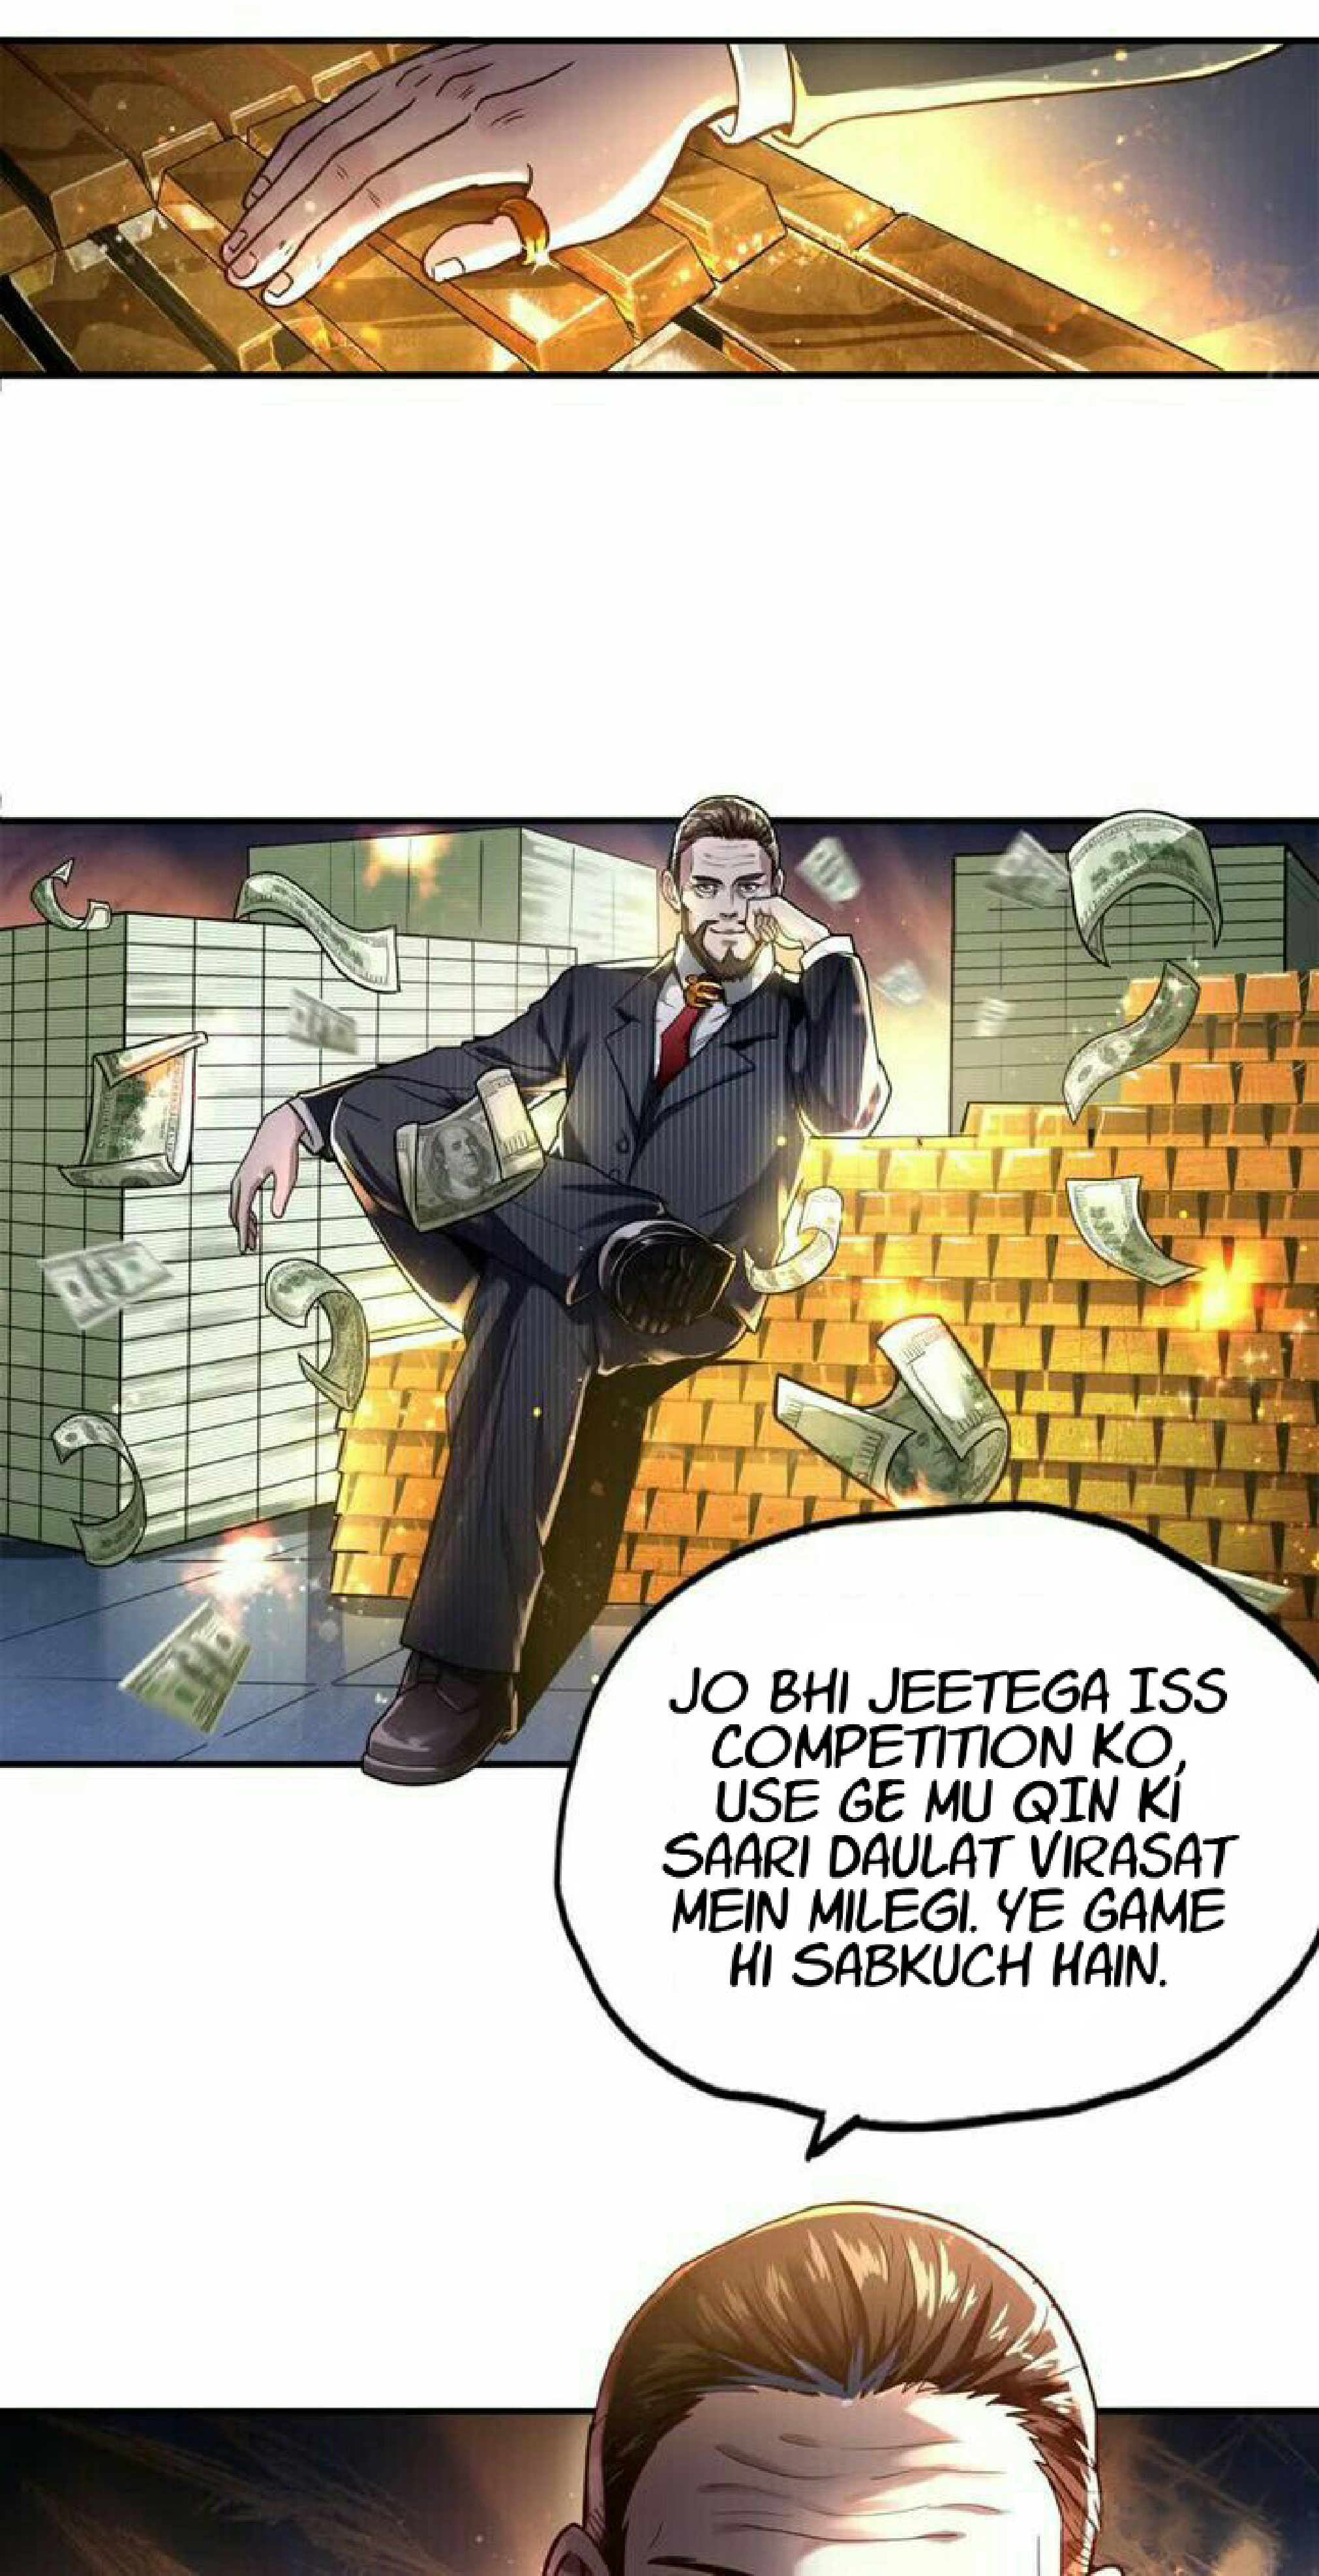 JO BHI JEETEGA ISS
COMPETITION KO,
USE GE MU QIN KI
SAARI DAULAT VIRASAT
MEIN MILEGI. YE GAME
HI SABKUCH HAIN.